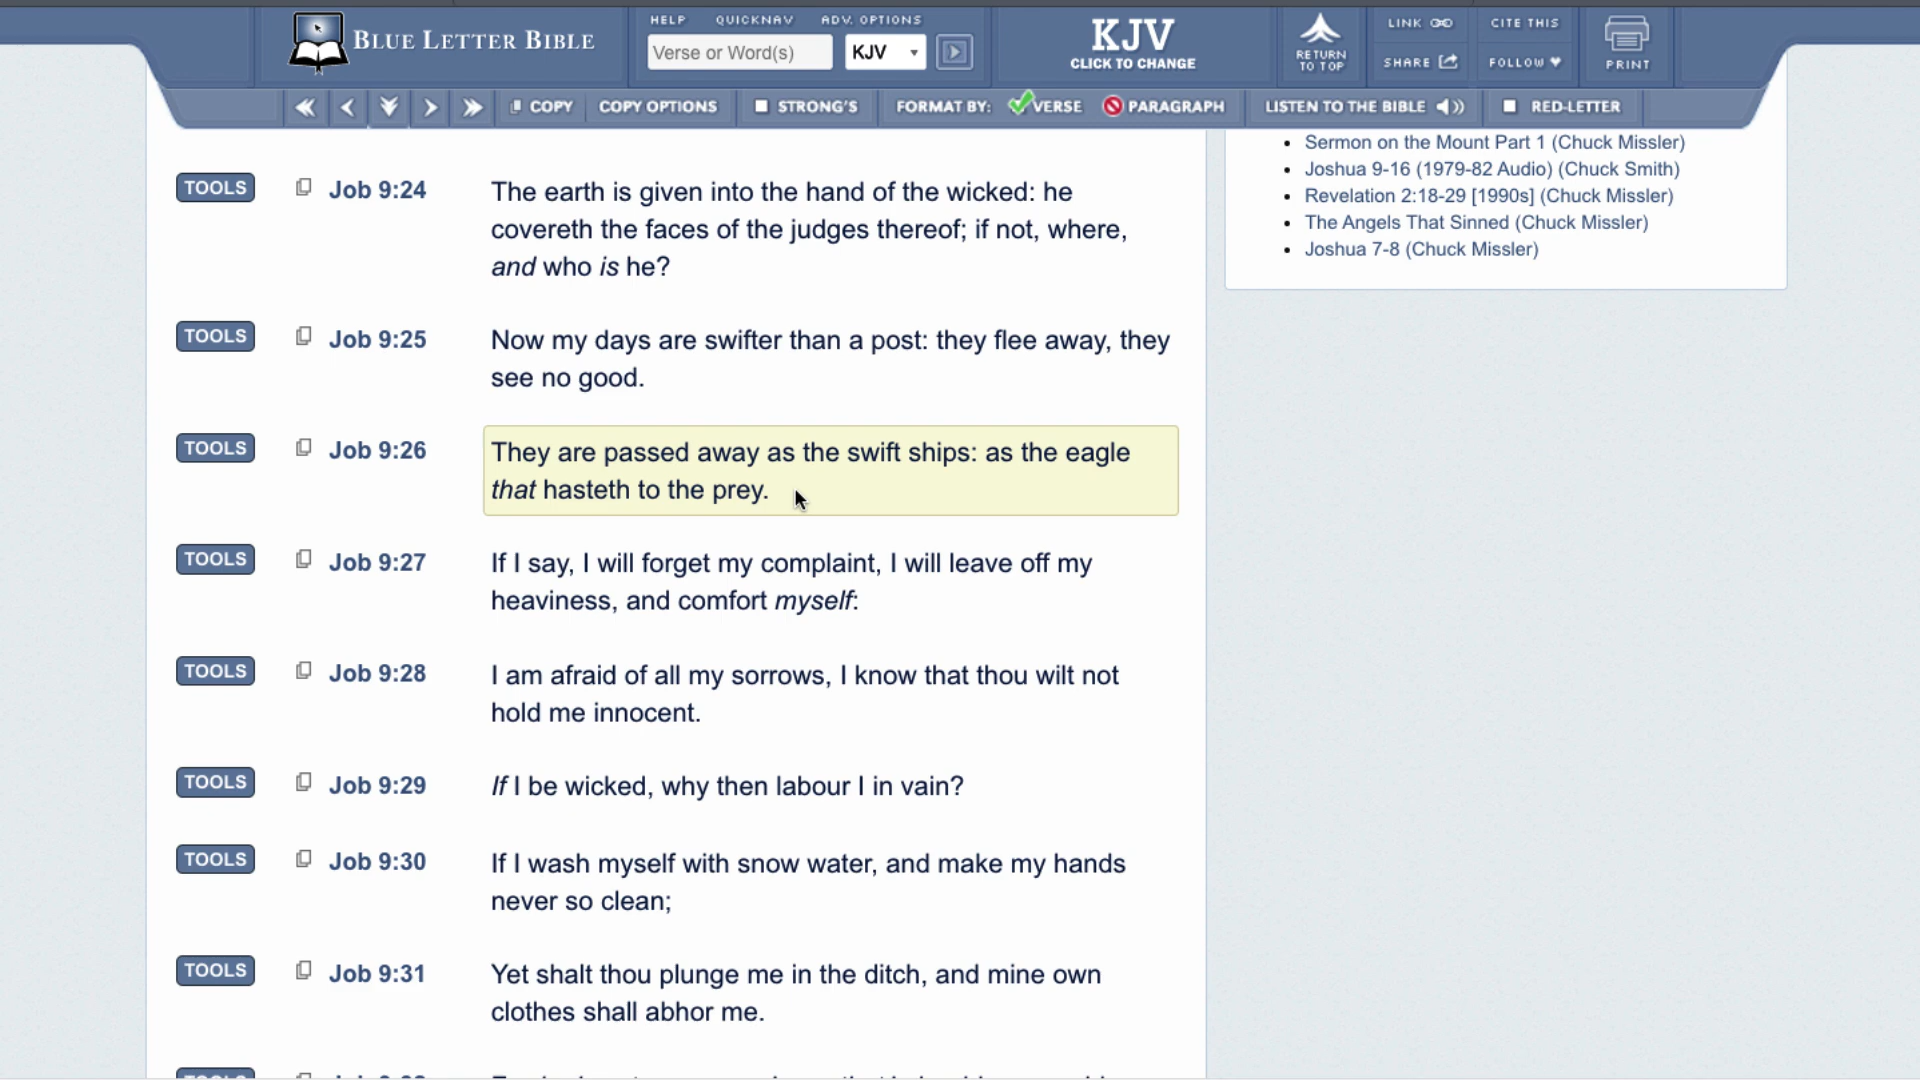 HELP QUICKNAV ADV. OPTIONS
BLUE LETTER BIBLE
Verse or Word(s) KJV
KJV
CLICK TO CHANGE
RETURN
TO TOP
LINK CITE THIS
SHARE FOLLOW
PRINT
COPY COPY OPTIONS STRONG'S FORMAT BY: VERSE PARAGRAPH LISTEN TO THE BIBLE RED-LETTER
Sermon on the Mount Part 1 (Chuck Missler)
Joshua 9-16 (1979-82 Audio) (Chuck Smith)
Revelation 2:18-29 [1990s] (Chuck Missler)
The Angels That Sinned (Chuck Missler)
Joshua 7-8 (Chuck Missler)
TOOLS Job 9:24 The earth is given into the hand of the wicked: he
covereth the faces of the judges thereof; if not, where,
and who is he?
TOOLS Job 9:25 Now my days are swifter than a post: they flee away, they
see no good.
TOOLS Job 9:26 They are passed away as the swift ships: as the eagle
that hasteth to the prey.
TOOLS Job 9:27 If I say, I will forget my complaint, I will leave off my
heaviness, and comfort myself:
TOOLS Job 9:28 I am afraid of all my sorrows, I know that thou wilt not
hold me innocent.
TOOLS Job 9:29 If I be wicked, why then labour I in vain?
TOOLS Job 9:30 If I wash myself with snow water, and make my hands
never so clean;
TOOLS Job 9:31 Yet shalt thou plunge me in the ditch, and mine own
clothes shall abhor me.